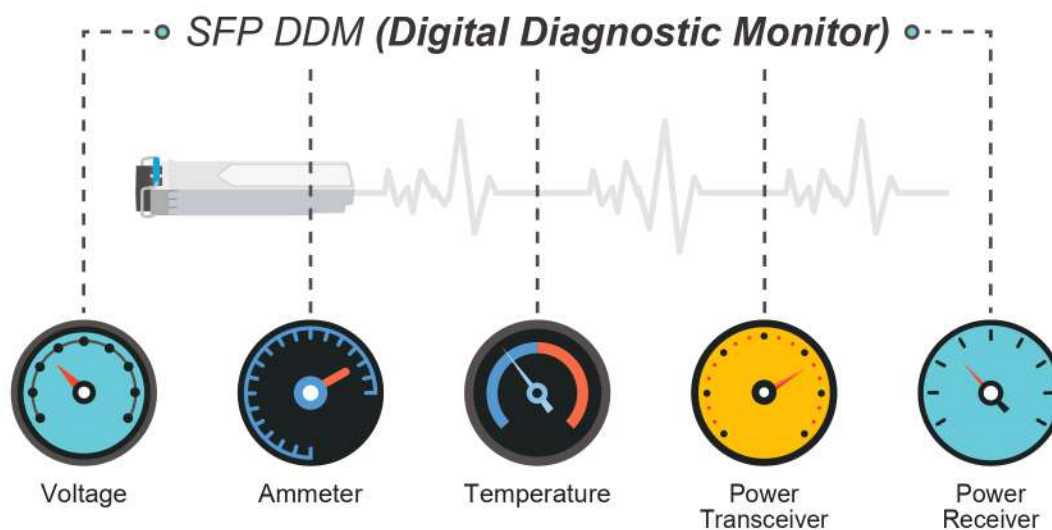 SFP DDM (Digital Diagnostic Monitor)
Voltage
Ammeter
Temperature
Power
Transceiver
Power
Receiver